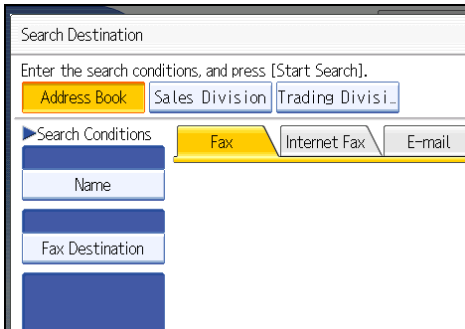 Search Destination
Enter the search conditions, and press [Start Search].
Address Book Sales Division Trading Divisi...
▶Search Conditions Fax Internet Fax E-mail
Name
Fax Destination